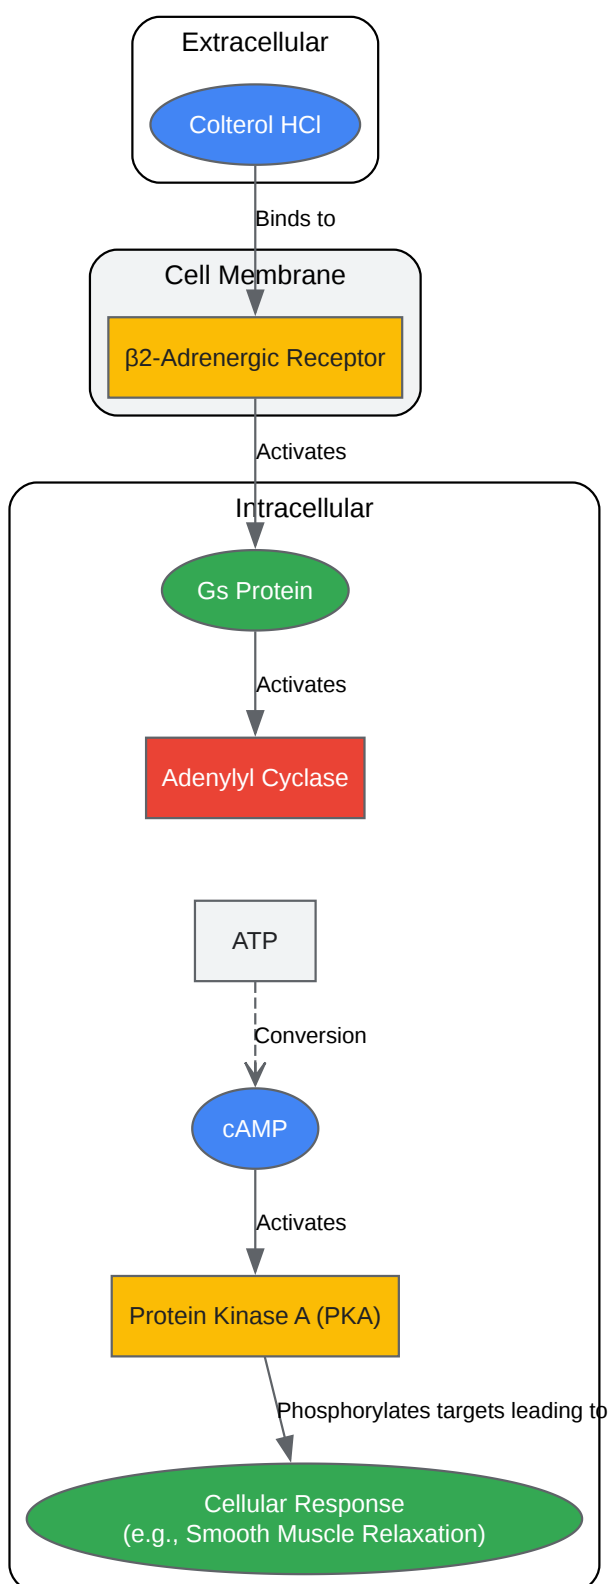 Extracellular
Colterol HCl
Binds to
Cell Membrane
β2-Adrenergic Receptor
Activates
Intracellular
Gs Protein
Activates
Adenylyl Cyclase
ATP
Conversion
cAMP
Activates
Protein Kinase A (PKA)
Phosphorylates targets leading to
Cellular Response
(e.g., Smooth Muscle Relaxation)